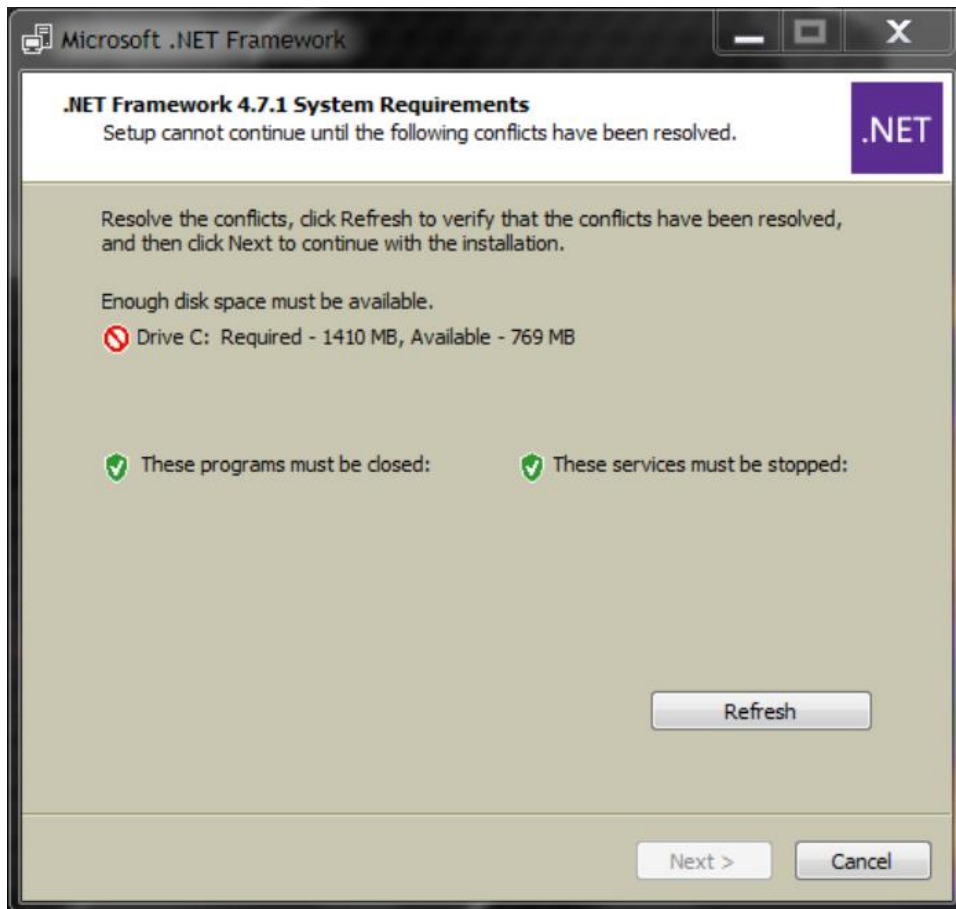 Microsoft .NET Framework
.NET Framework 4.7.1 System Requirements
Setup cannot continue until the following conflicts have been resolved.
.NET
Resolve the conflicts, click Refresh to verify that the conflicts have been resolved,
and then click Next to continue with the installation.
Enough disk space must be available.
Drive C: Required - 1410 MB, Available - 769 MB
These programs must be closed:
These services must be stopped:
Refresh
Next >
Cancel